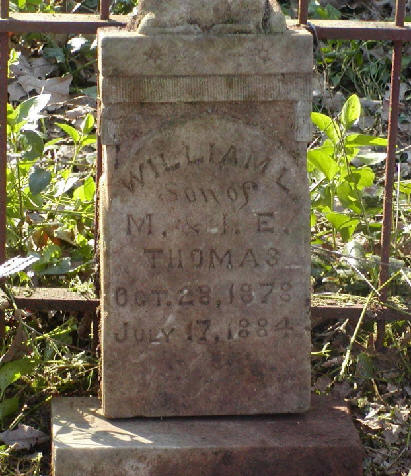 WILLIAM L.
SON OF
M. & J. E.
THOMAS
OCT. 28, 1878
JULY 17, 1884